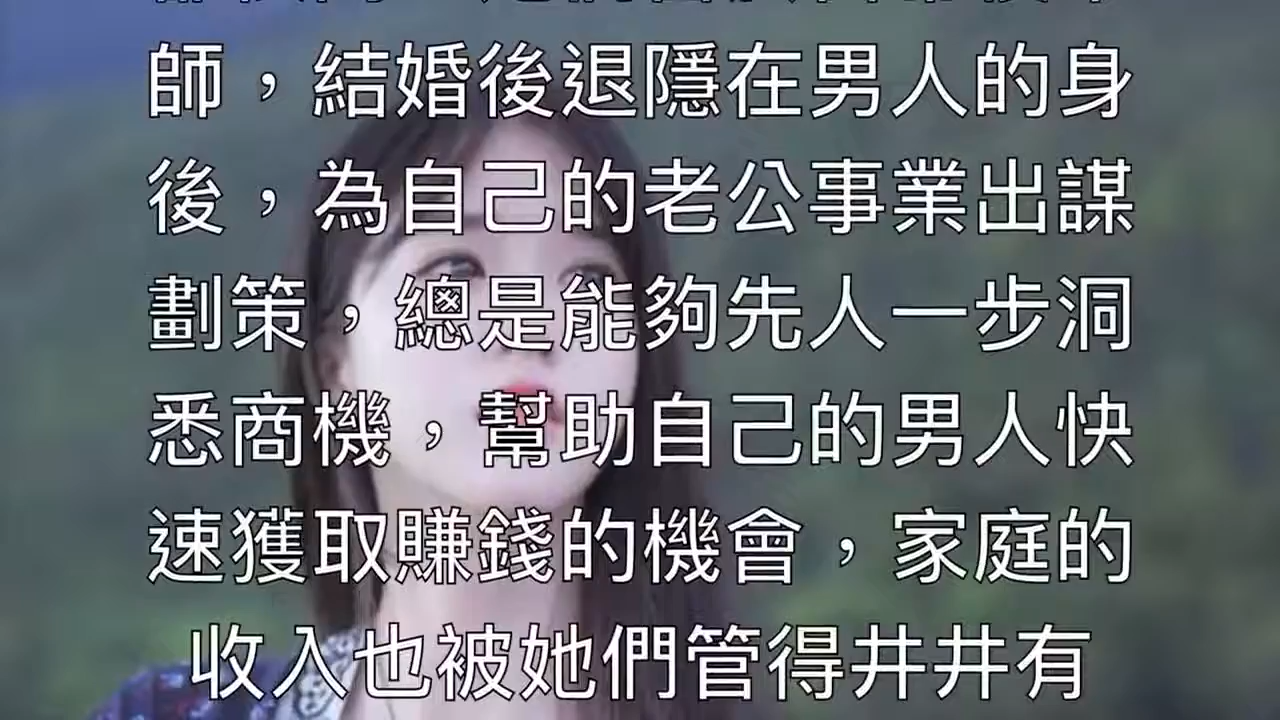 師，結婚後退隱在男人的身
後，為自己的老公事業出謀
劃策，總是能夠先人一步洞
悉商機，幫助自己的男人快
速獲取賺錢的機會，家庭的
收入也被她們管得井井有